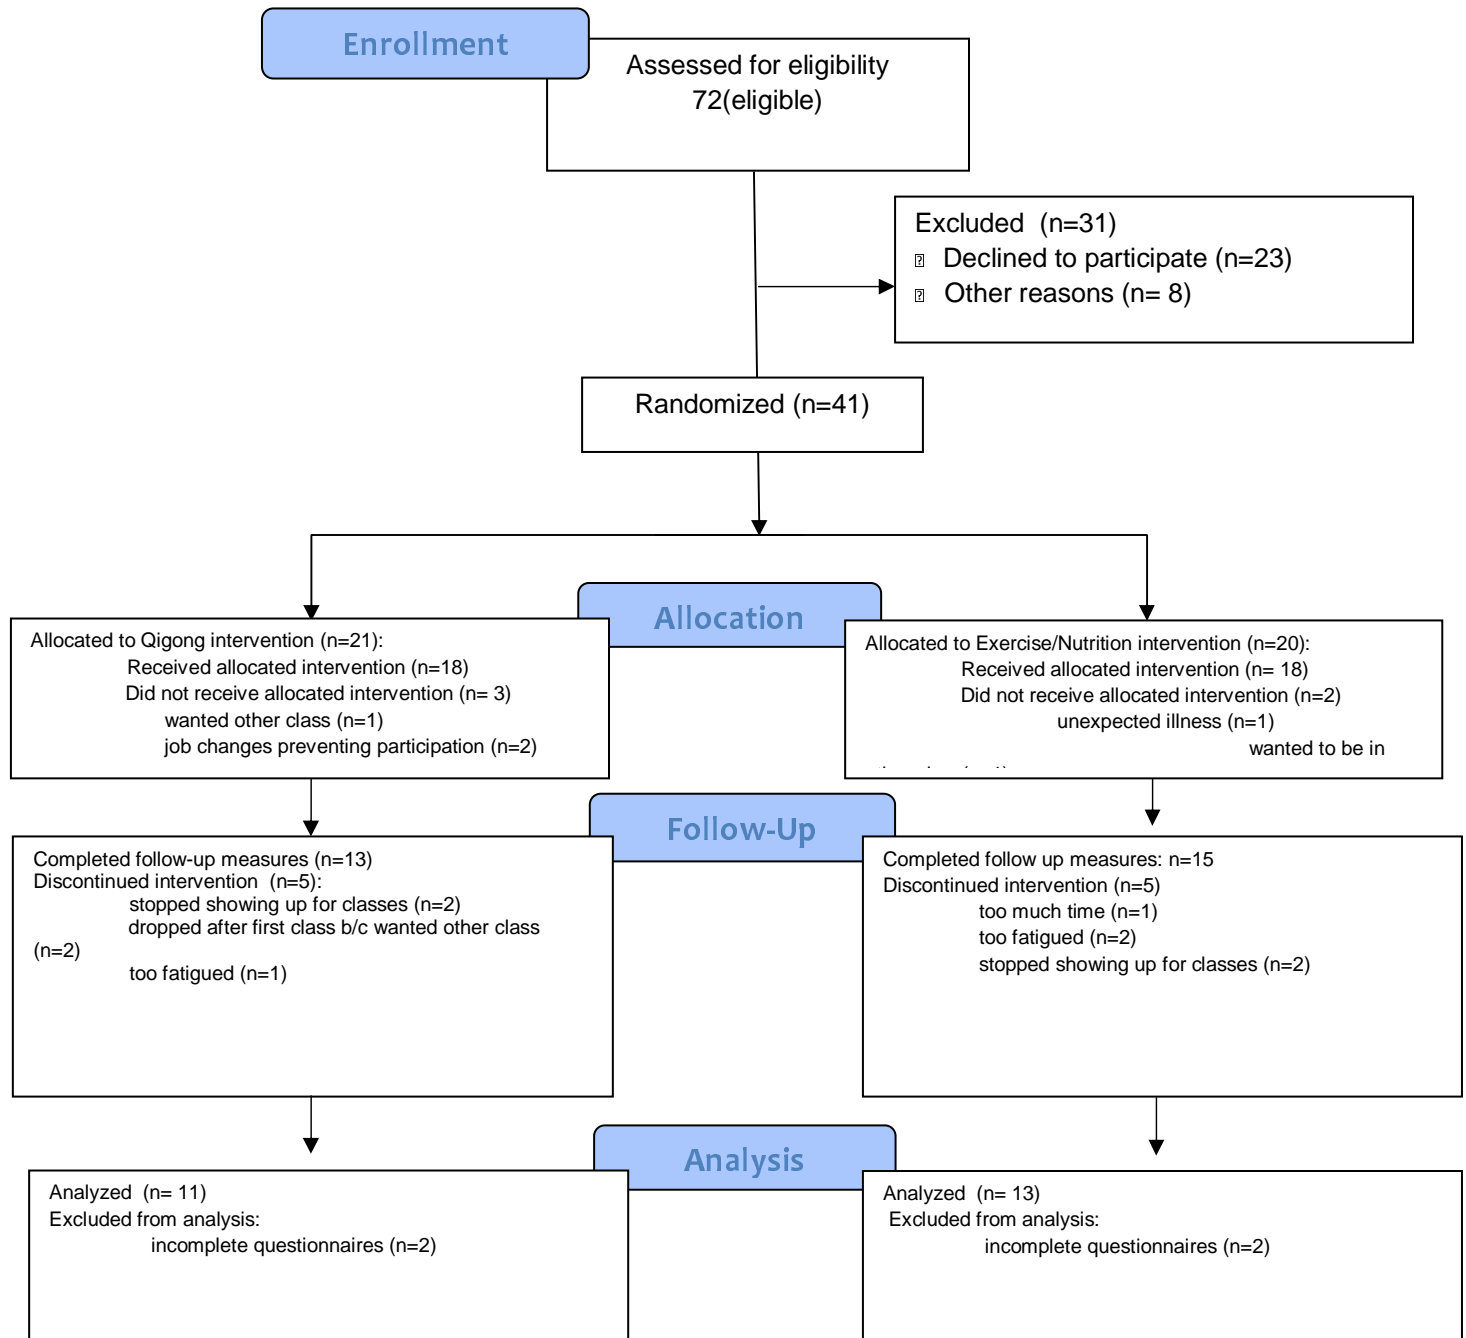 Enrollment
Assessed for eligibility
72(eligible)
Excluded (n=31)
Declined to participate (n=23)
Other reasons (n= 8)
Randomized (n=41)
Allocation
Allocated to Qigong intervention (n=21):
Received allocated intervention (n=18)
Did not receive allocated intervention (n= 3)
wanted other class (n=1)
job changes preventing participation (n=2)
Allocated to Exercise/Nutrition intervention (n=20):
Received allocated intervention (n= 18)
Did not receive allocated intervention (n=2)
unexpected illness (n=1)
wanted to be in
Follow-Up
Completed follow-up measures (n=13)
Discontinued intervention (n=5):
stopped showing up for classes (n=2)
dropped after first class b/c wanted other class
(n=2)
too fatigued (n=1)
Completed follow up measures: n=15
Discontinued intervention (n=5)
too much time (n=1)
too fatigued (n=2)
stopped showing up for classes (n=2)
Analysis
Analyzed (n= 11)
Excluded from analysis:
incomplete questionnaires (n=2)
Analyzed (n= 13)
Excluded from analysis:
incomplete questionnaires (n=2)